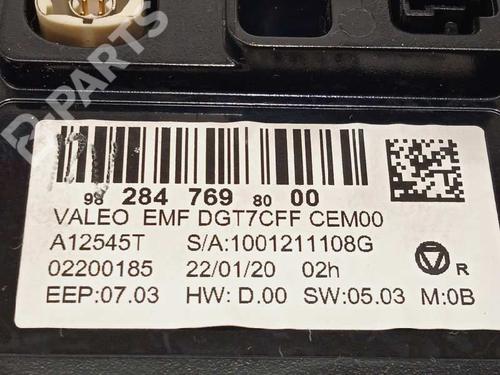 B-PARTS
98 284 769 80 00
VALEO EMF DGT7CFF CEM00
A12545T S/A:1001211108G
02200185 22/01/20 02h
R
EEP:07.03 HW: D.00 SW:05.03 M:0B